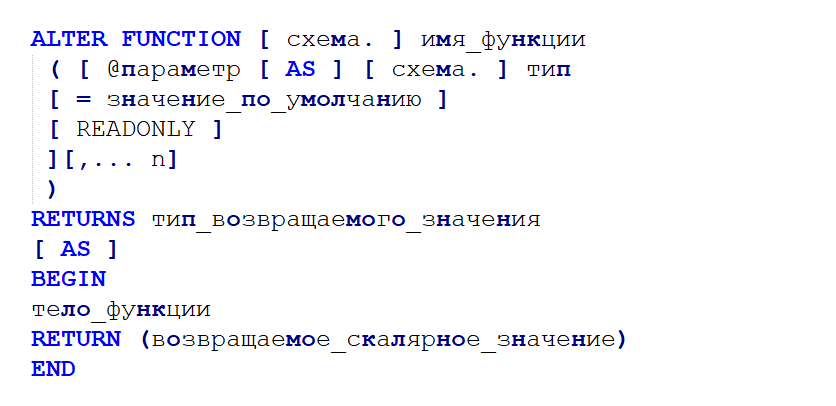 ALTER FUNCTION [ схема. ] имя_функции
( [ @параметр [ AS ] [ схема. ] тип
[ = значение_по_умолчанию ]
[ READONLY ]
][,... n]
)
RETURNS тип_возвращаемого_значения
[ AS ]
BEGIN
тело_функции
RETURN (возвращаемое_скалярное_значение)
END